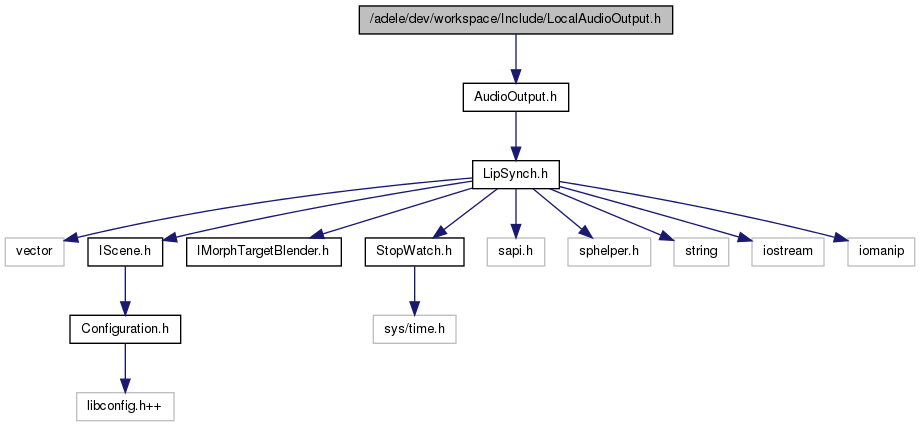 /adele/dev/workspace/Include/LocalAudioOutput.h
AudioOutput.h
LipSynch.h
vector
IScene.h
IMorphTargetBlender.h
StopWatch.h
sapi.h
sphelper.h
string
iostream
iomanip
Configuration.h
sys/time.h
libconfig.h++